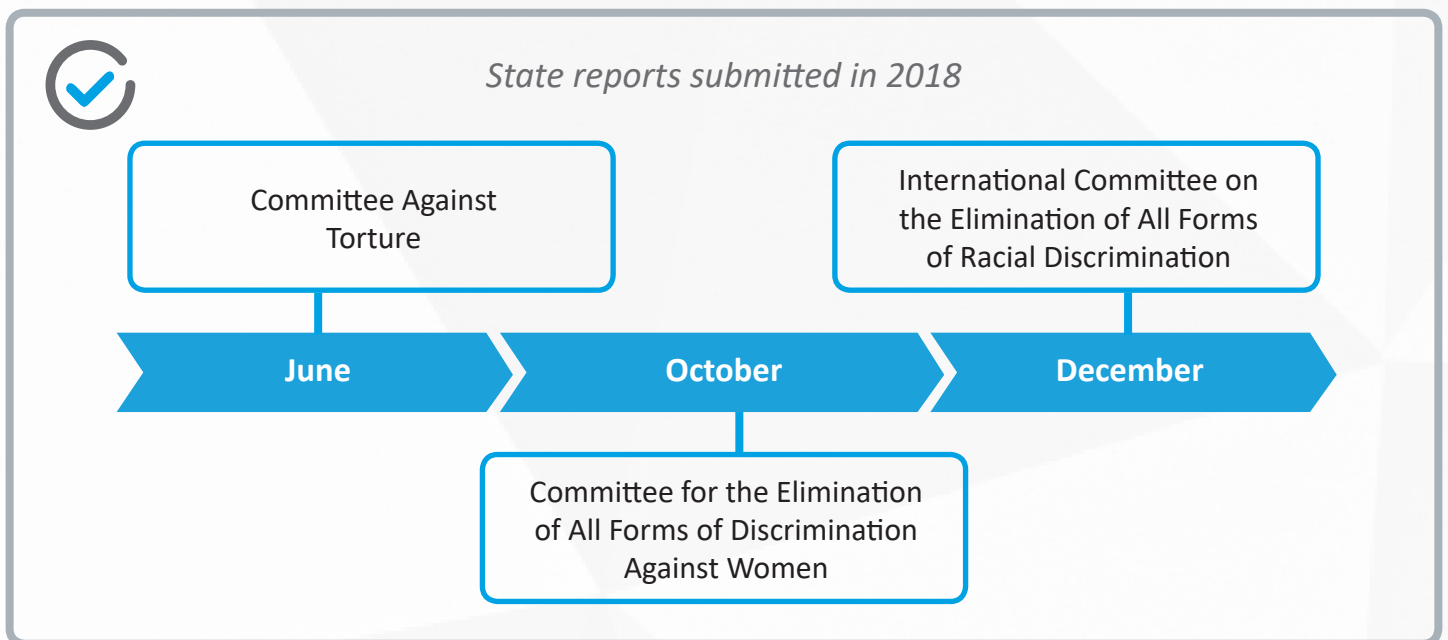 State reports submitted in 2018
Committee Against
Torture
International Committee on
the Elimination of All Forms
of Racial Discrimination
June
October
December
Committee for the Elimination
of All Forms of Discrimination
Against Women